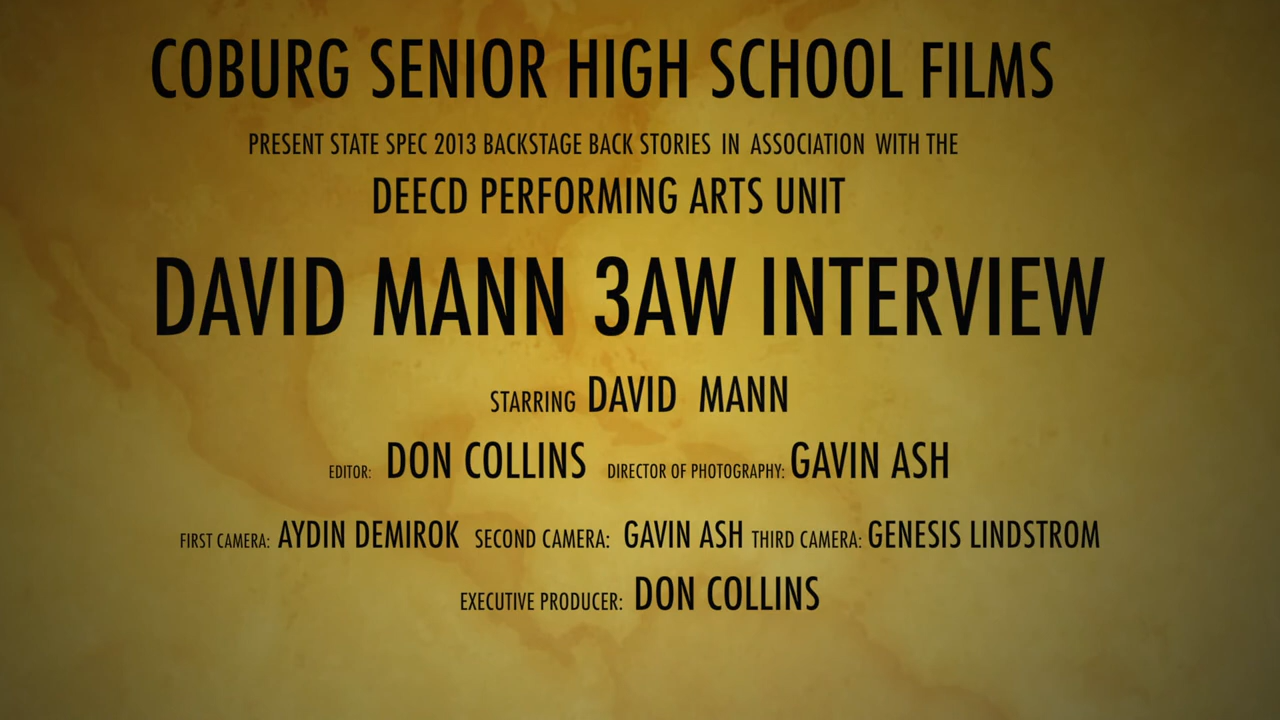 COBURG SENIOR HIGH SCHOOL FILMS
PRESENT STATE SPEC 2013 BACKSTAGE BACK STORIES IN ASSOCIATION WITH THE
DEECD PERFORMING ARTS UNIT
DAVID MANN 3AW INTERVIEW
STARRING DAVID MANN
EDITOR: DON COLLINS DIRECTOR OF PHOTOGRAPHY: GAVIN ASH
FIRST CAMERA: AYDIN DEMIROK SECOND CAMERA: GAVIN ASH THIRD CAMERA: GENESIS LINDSTROM
EXECUTIVE PRODUCER: DON COLLINS